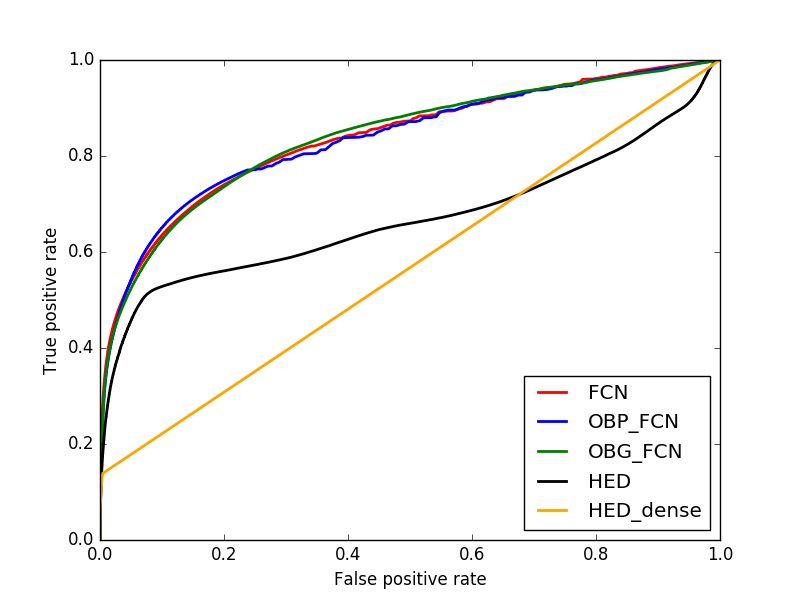 1.0
0.8
0.6
0.4
0.2
0.0
0.0 0.2 0.4 0.6 0.8 1.0
True positive rate
False positive rate
FCN
OBP_FCN
OBG_FCN
HED
HED_dense